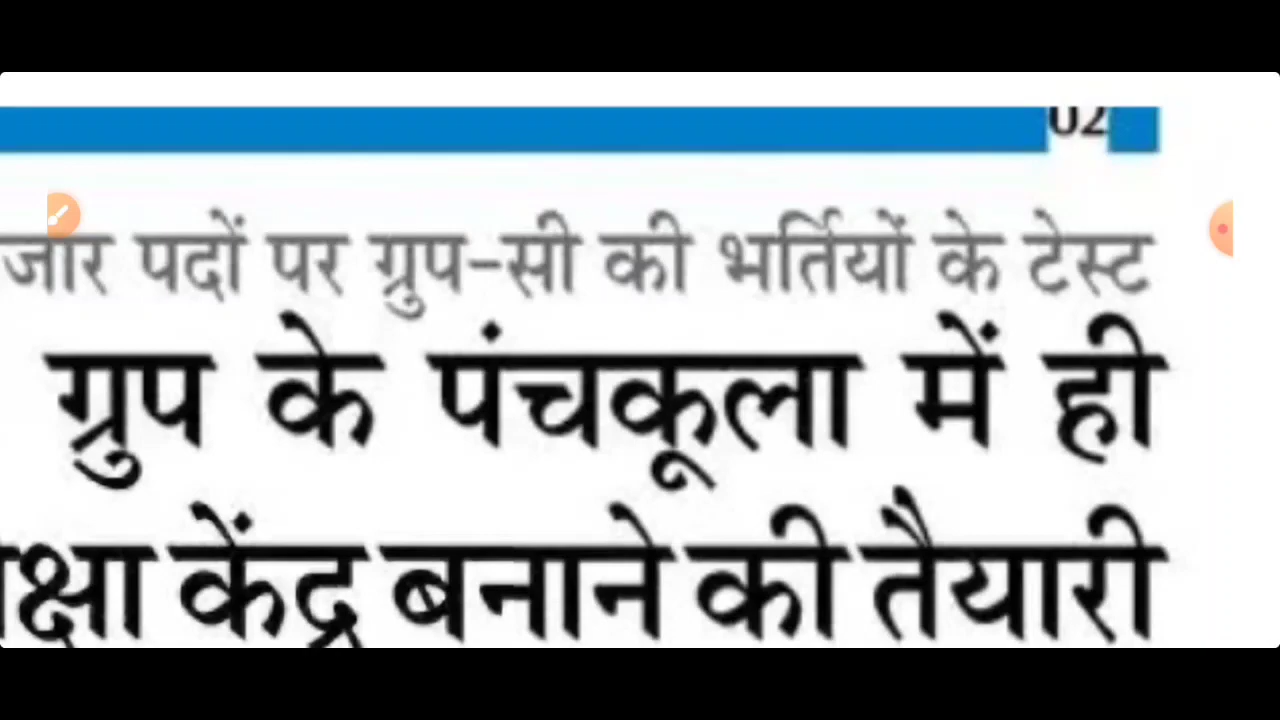 02
जार पदों पर ग्रुप-सी की भर्तियों के टेस्ट
ग्रुप के पंचकूला में ही
क्षा केंद्र बनाने की तैयारी